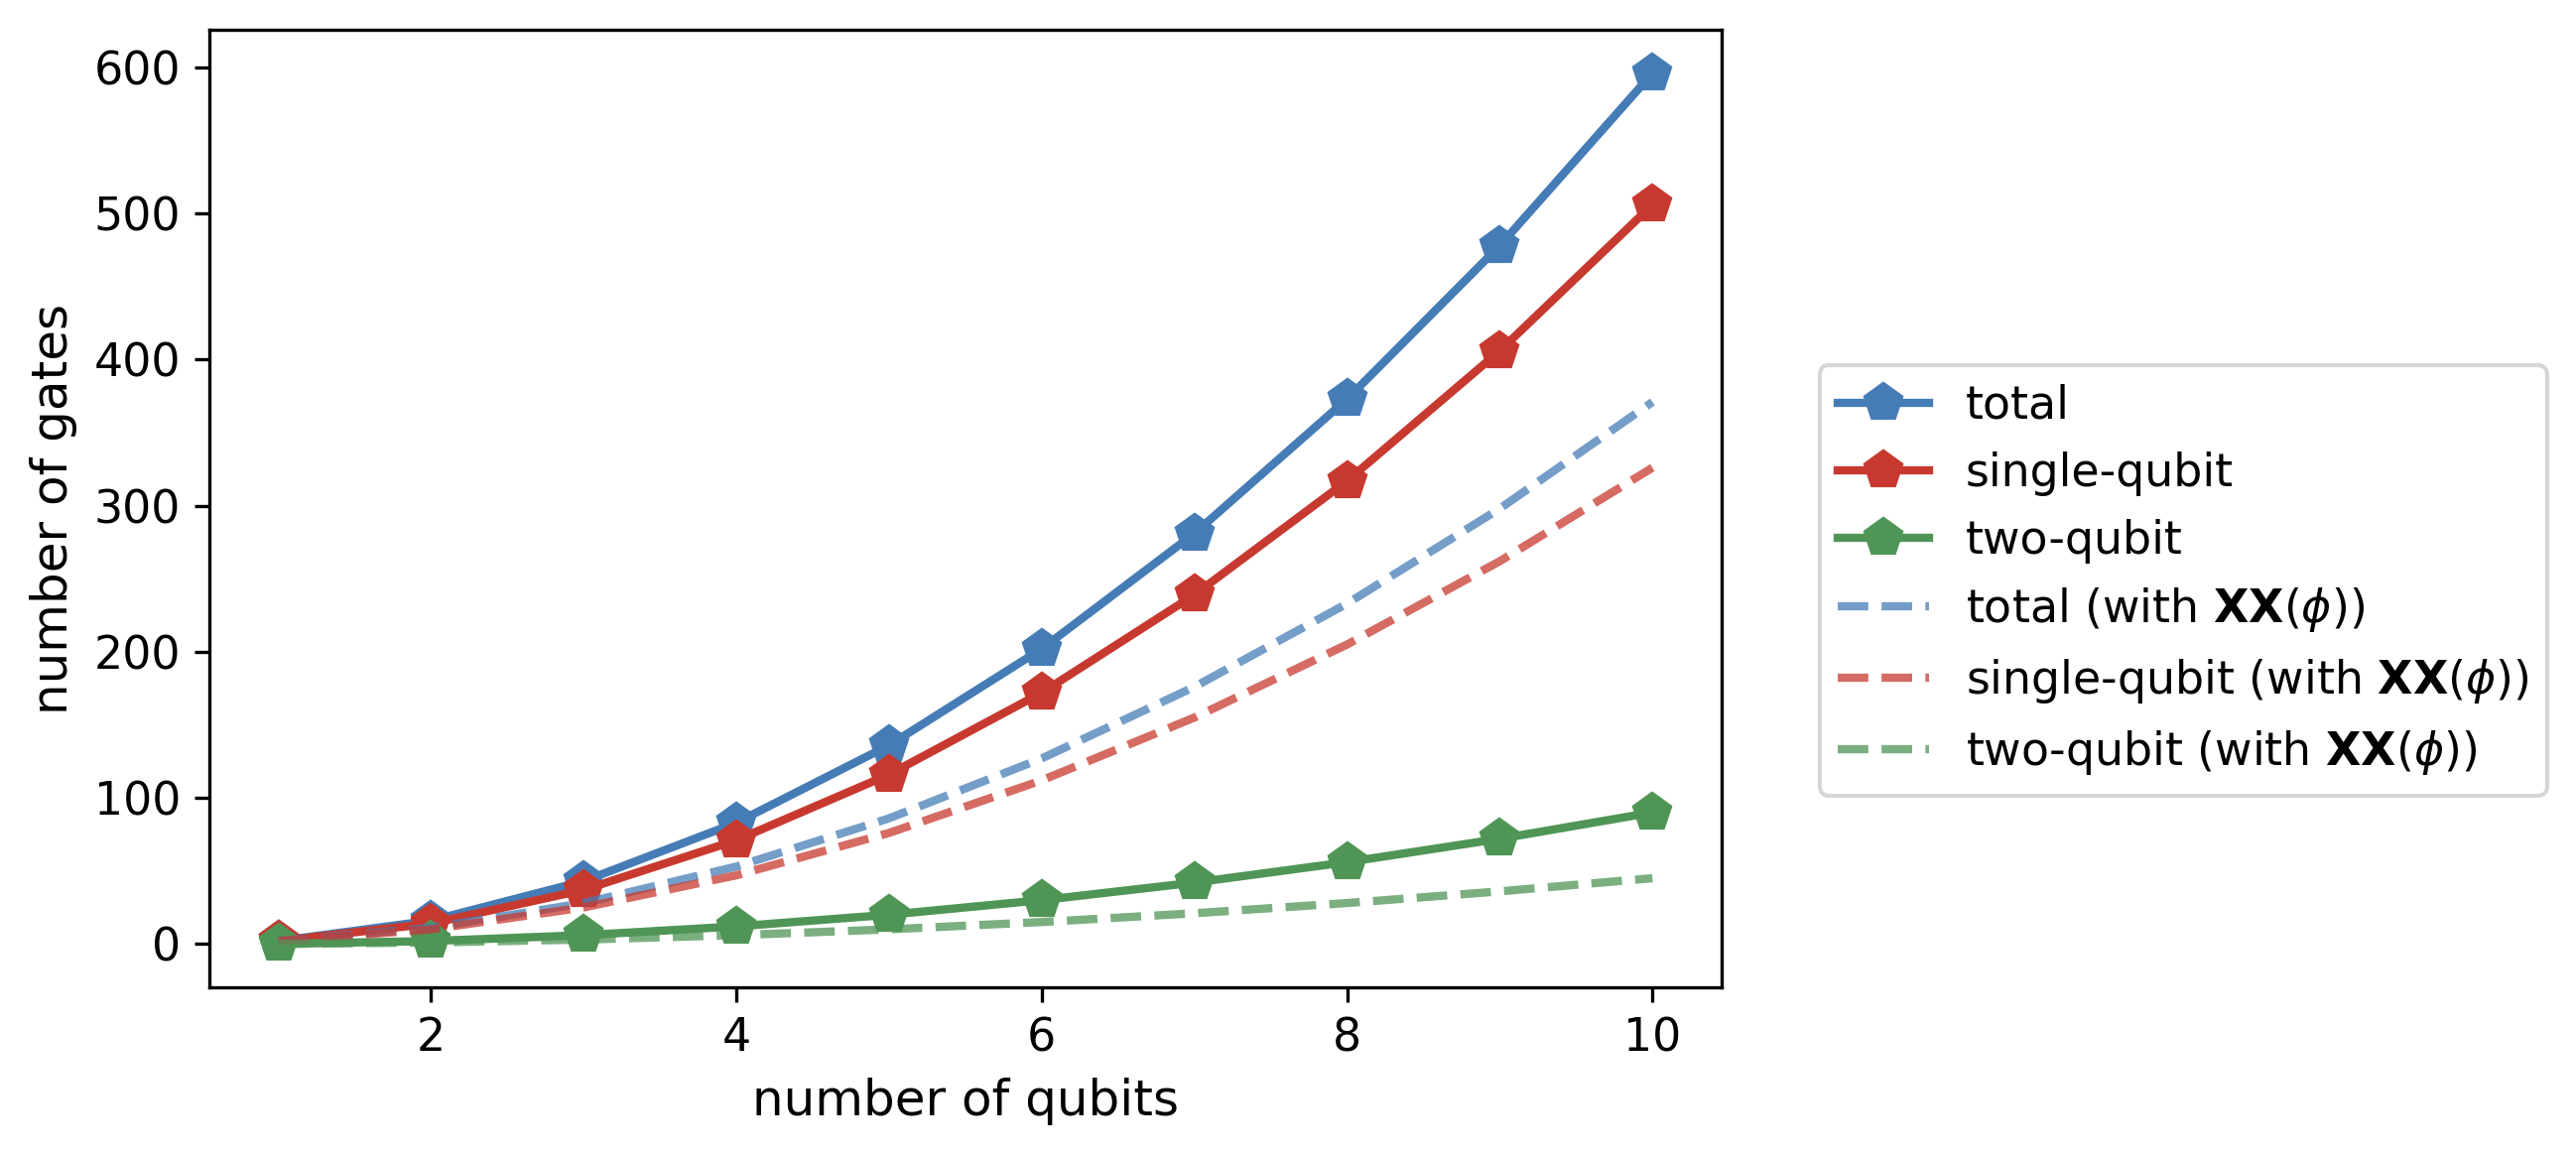 600
500
400
300
200
100
0
number of gates
2 4 6 8 10
number of qubits
total
single-qubit
two-qubit
total (with XX(ϕ))
single-qubit (with XX(ϕ))
two-qubit (with XX(ϕ))